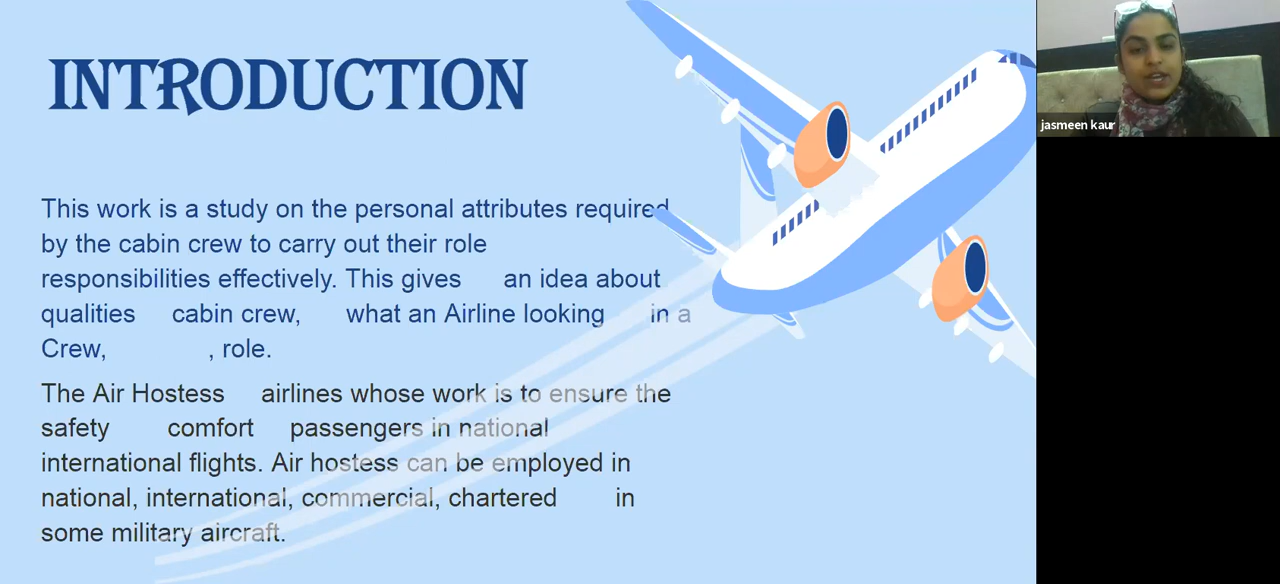 INTRODUCTION
This work is a study on the personal attributes required
by the cabin crew to carry out their role
responsibilities effectively. This gives an idea about
qualities cabin crew, what an Airline looking in a
Crew, , role.
The Air Hostess airlines whose work is to ensure the
safety comfort passengers in national
international flights. Air hostess can be employed in
national, international, commercial, chartered in
some military aircraft.
jasmeen kaur